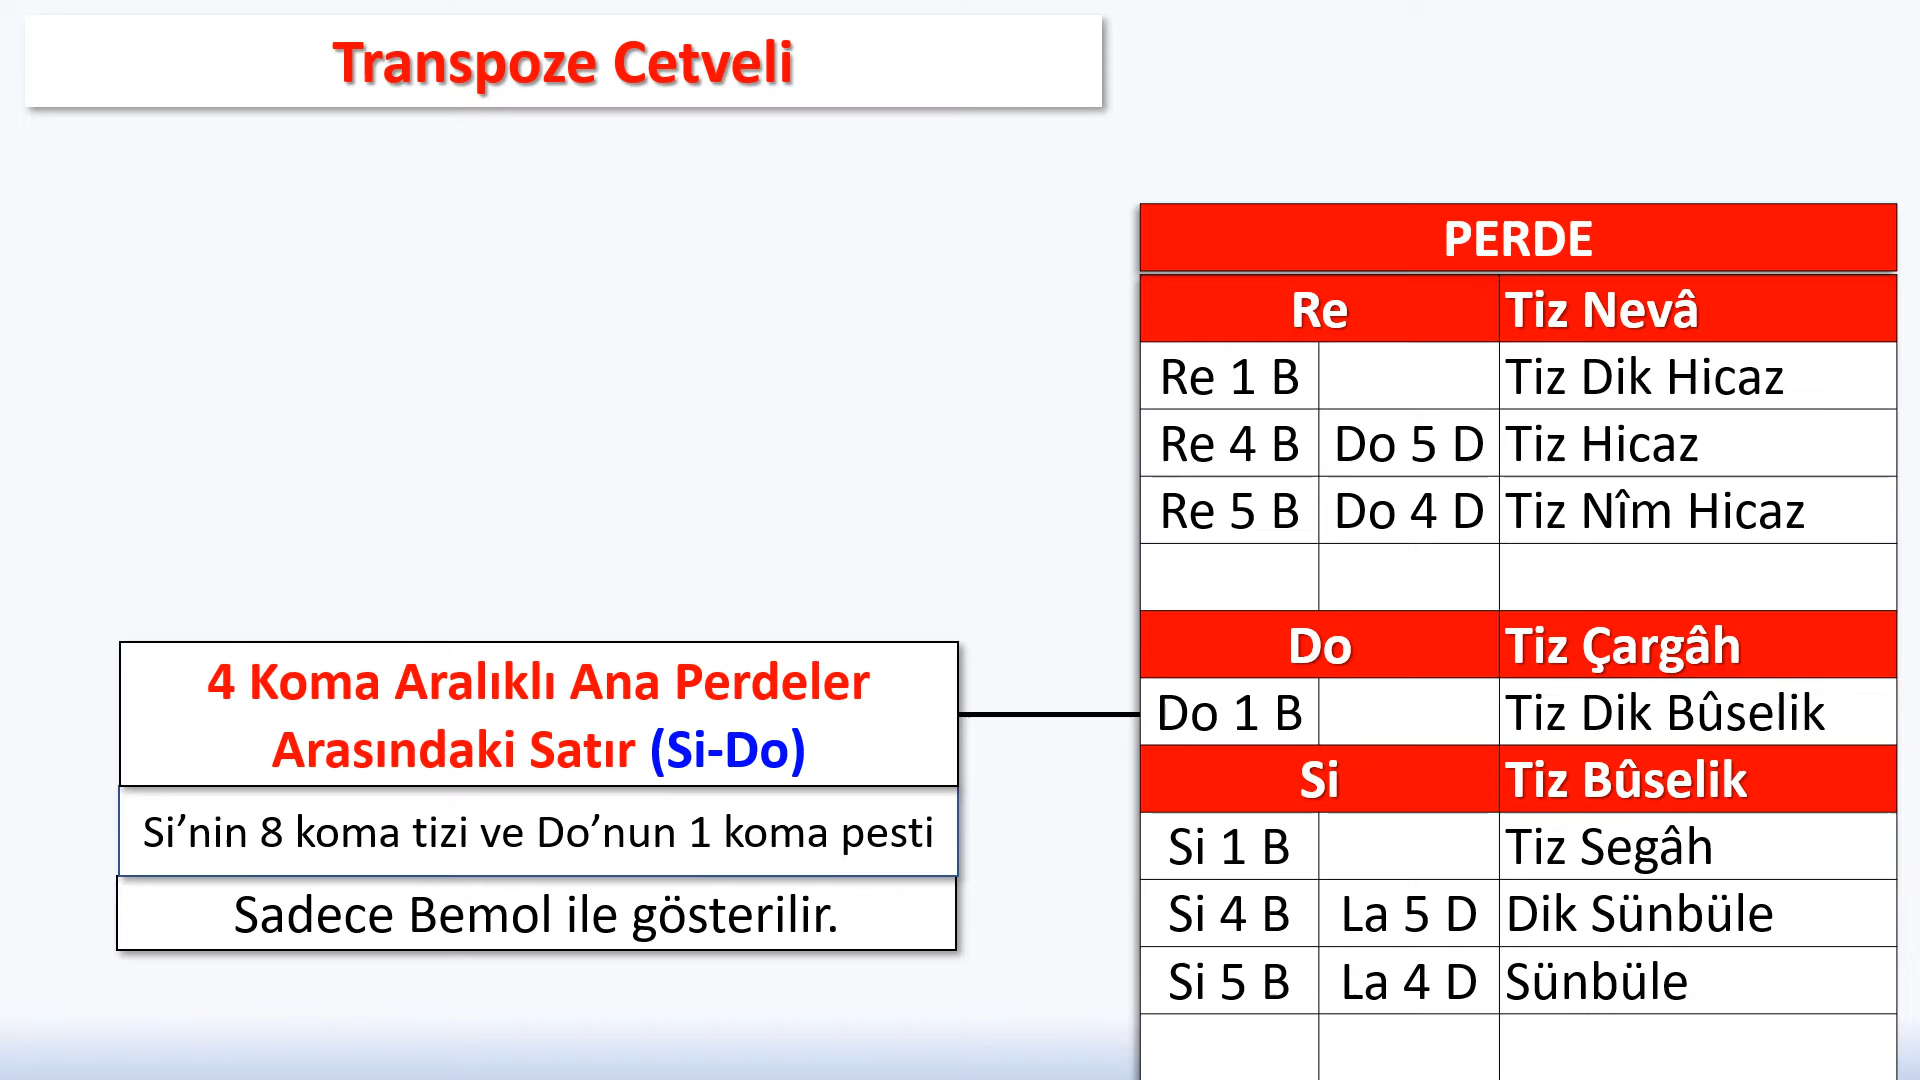 Transpoze Cetveli
PERDE
Re Tiz Nevâ
Re 1 B Tiz Dik Hicaz
Re 4 B Do 5 D Tiz Hicaz
Re 5 B Do 4 D Tiz Nîm Hicaz
Do Tiz Çargâh
Do 1 B Tiz Dik Bûselik
Si Tiz Bûselik
Si 1 B Tiz Segâh
Si 4 B La 5 D Dik Sünbüle
Si 5 B La 4 D Sünbüle
4 Koma Aralıklı Ana Perdeler
Arasındaki Satır (Si-Do)
Si’nin 8 koma tizi ve Do’nun 1 koma pesti
Sadece Bemol ile gösterilir.